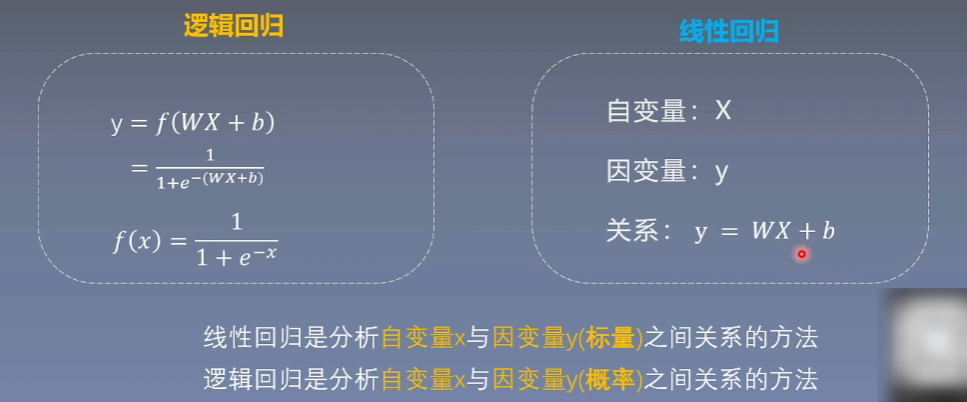 逻辑回归
y = f(WX + b)
= 1/(1+e^{-(WX+b)})
f(x) = 1/(1 + e^{-x})
线性回归
自变量：X
因变量：y
关系： y = WX + b
线性回归是分析自变量x与因变量y(标量)之间关系的方法
逻辑回归是分析自变量x与因变量y(概率)之间关系的方法